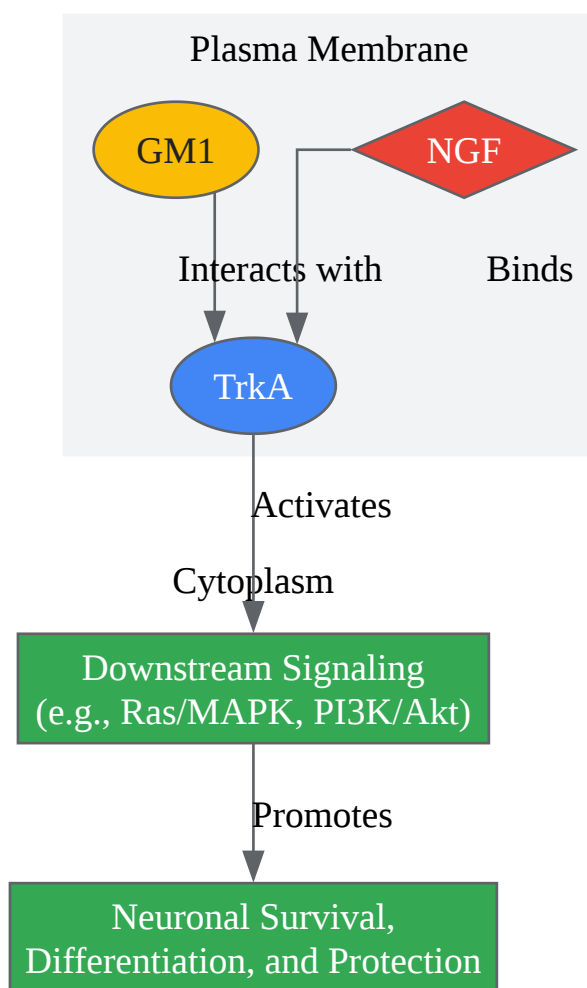 Plasma Membrane
GM1
NGF
Interacts with
Binds
TrkA
Activates
Cytoplasm
Downstream Signaling
(e.g., Ras/MAPK, PI3K/Akt)
Promotes
Neuronal Survival,
Differentiation, and Protection